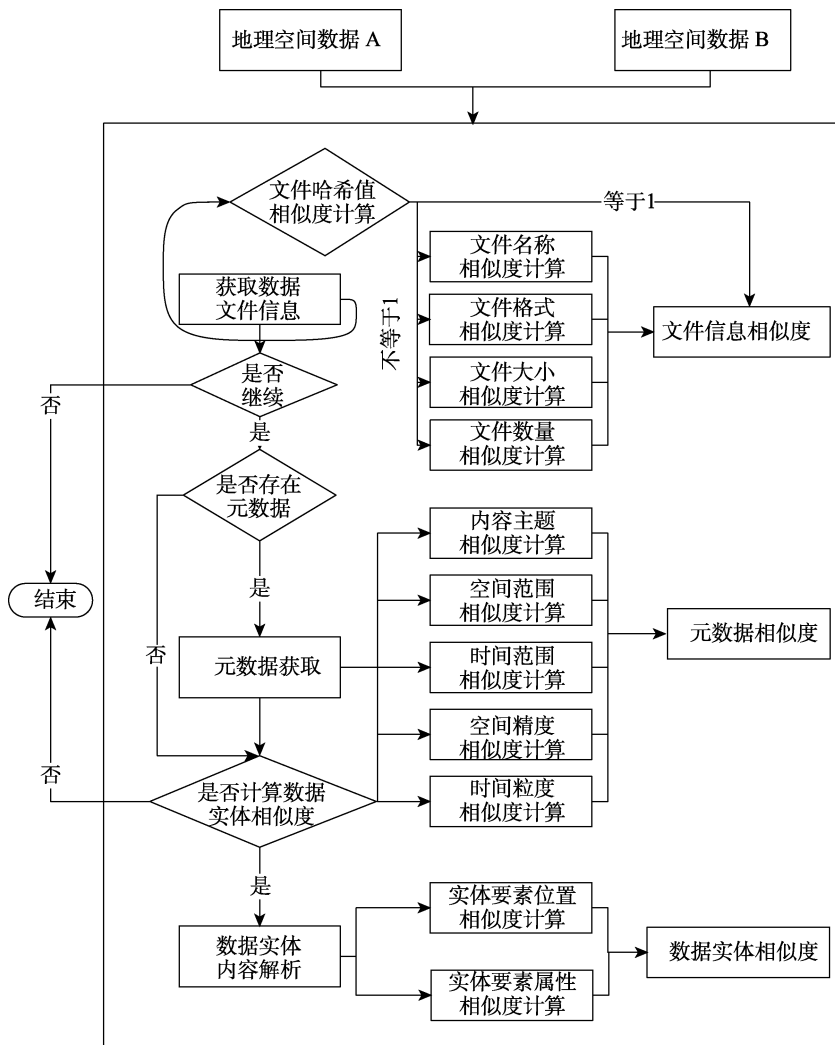 地理空间数据 A
地理空间数据 B
文件哈希值
相似度计算
等于1
不等于1
获取数据
文件信息
文件名称
相似度计算
文件格式
相似度计算
文件大小
相似度计算
文件数量
相似度计算
文件信息相似度
是否
继续
否
是
是否存在
元数据
是
否
结束
元数据获取
内容主题
相似度计算
空间范围
相似度计算
时间范围
相似度计算
空间精度
相似度计算
时间粒度
相似度计算
元数据相似度
否
是否计算数据
实体相似度
是
数据实体
内容解析
实体要素位置
相似度计算
实体要素属性
相似度计算
数据实体相似度